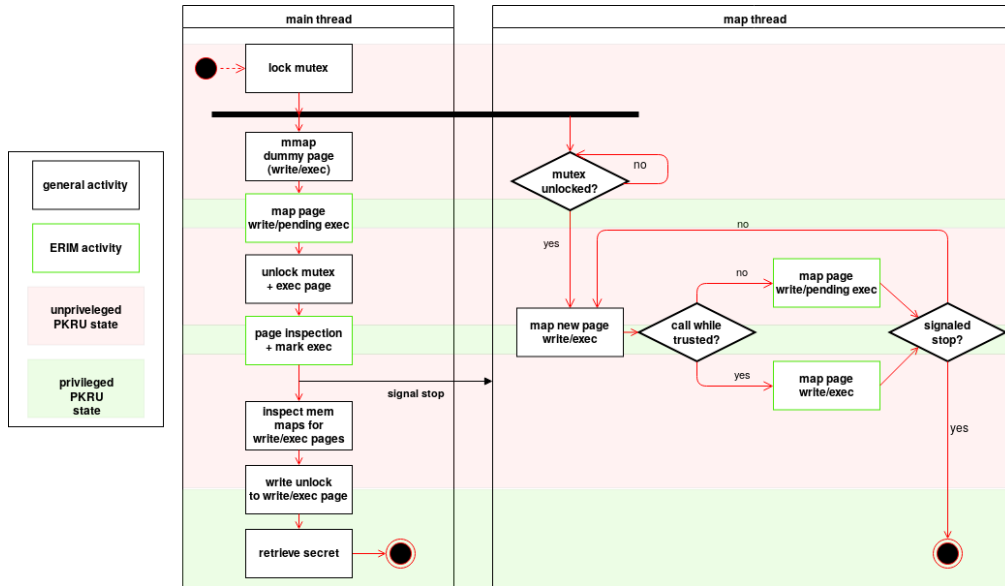 main thread
map thread
lock mutex
mmap
dummy page
(write/exec)
mutex
unlocked?
no
general activity
map page
write/pending exec
yes
no
ERIM activity
unlock mutex
+ exec page
no
map page
write/pending exec
unpriveleged
PKRU state
page inspection
+ mark exec
map new page
write/exec
call while
trusted?
signaled
stop?
privileged
PKRU
state
signal stop
yes
map page
write/exec
inspect mem
maps for
write/exec pages
yes
write unlock
to write/exec page
retrieve secret